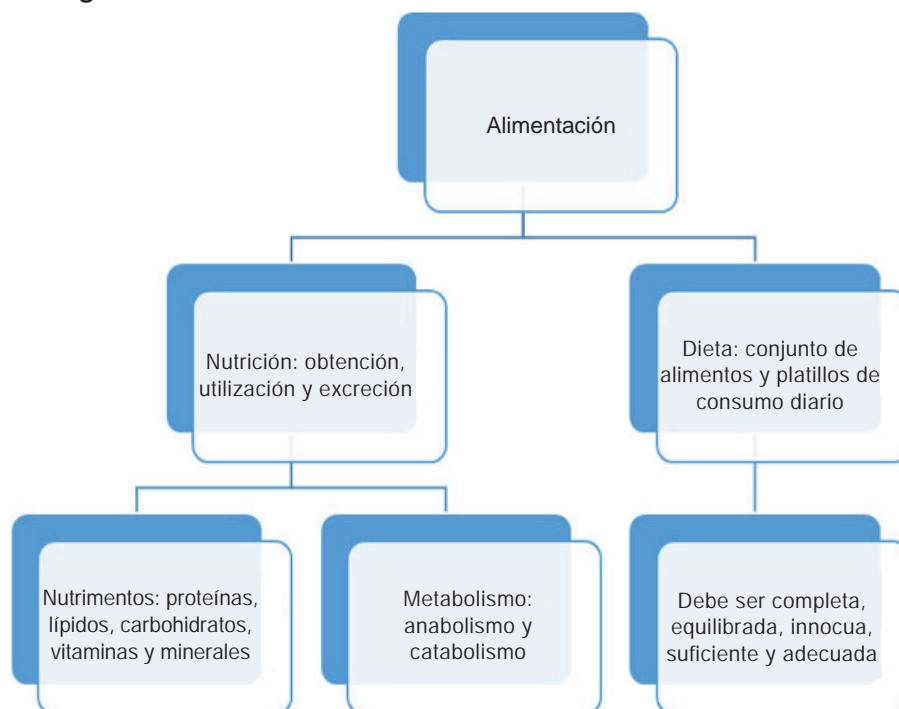 Alimentación
Nutrición: obtención,
utilización y excreción
Dieta: conjunto de
alimentos y platillos de
consumo diario
Nutrimentos: proteínas,
lípidos, carbohidratos,
vitaminas y minerales
Metabolismo:
anabolismo y
catabolismo
Debe ser completa,
equilibrada, innocua,
suficiente y adecuada